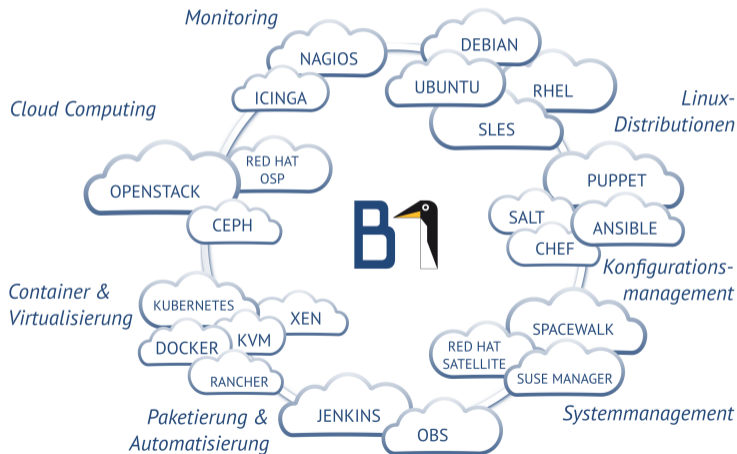 Monitoring
NAGIOS
ICINGA
DEBIAN
UBUNTU
RHEL
SLES
Linux-
Distributionen
Cloud Computing
OPENSTACK
RED HAT
OSP
CEPH
B1
PUPPET
SALT
ANSIBLE
CHEF
Konfigurations-
management
Container &
Virtualisierung
KUBERNETES
XEN
DOCKER
KVM
RANCHER
SPACEWALK
RED HAT
SATELLITE
SUSE MANAGER
Systemmanagement
Paketierung &
Automatisierung
JENKINS
OBS